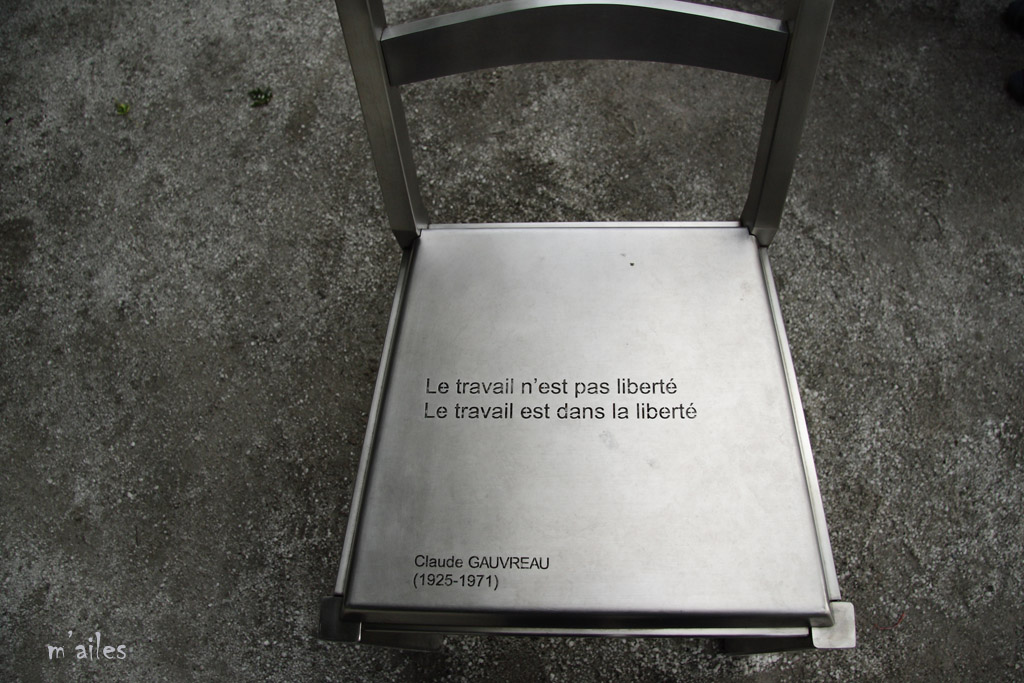 Le travail n'est pas liberté
Le travail est dans la liberté
Claude GAUVREAU
(1925-1971)
m'ailes